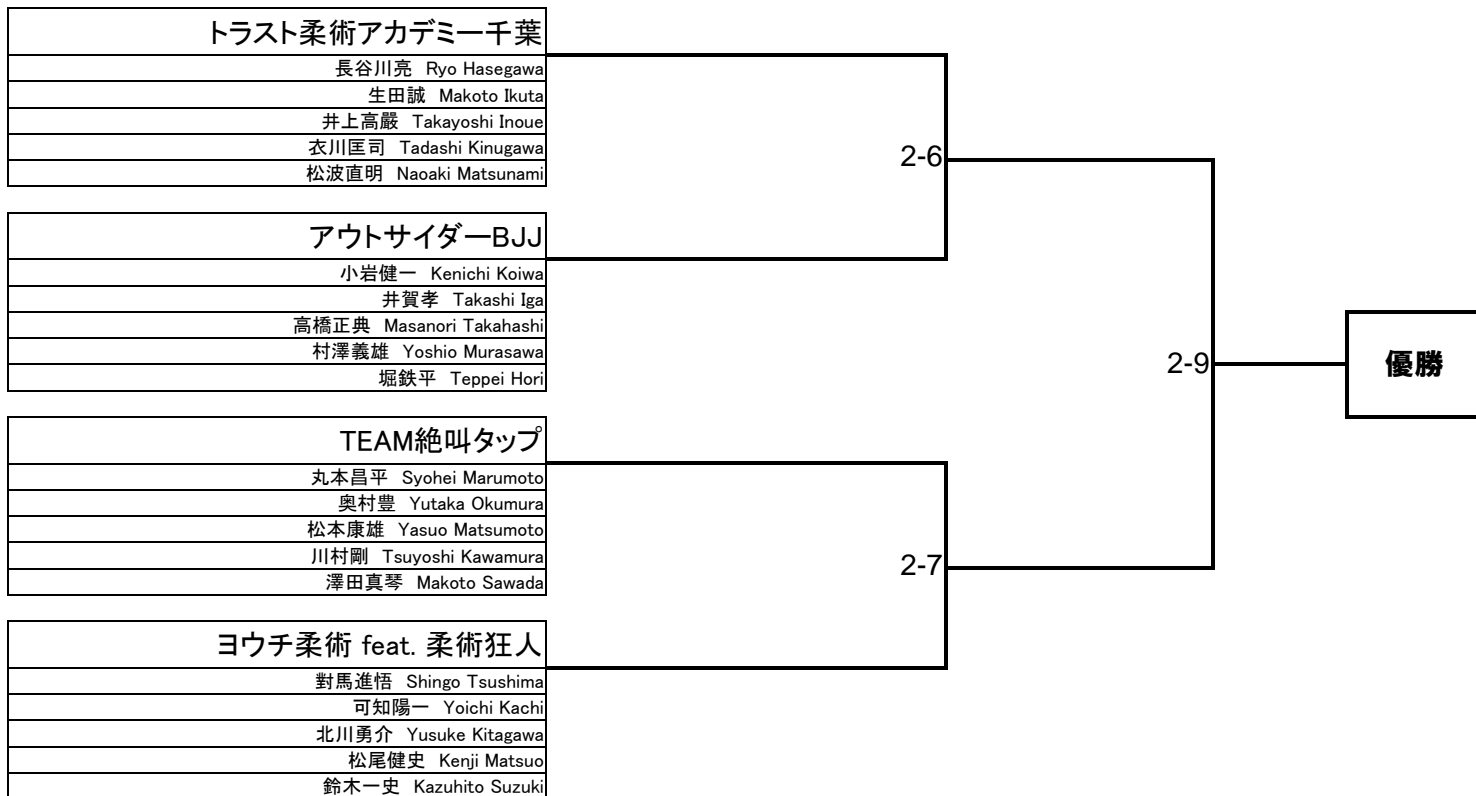 トラスト柔術アカデミー千葉
長谷川亮 Ryo Hasegawa
生田誠 Makoto Ikuta
井上高嚴 Takayoshi Inoue
衣川匡司 Tadashi Kinugawa
松波直明 Naoaki Matsunami
2-6
アウトサイダーBJJ
小岩健一 Kenichi Koiwa
井賀孝 Takashi Iga
高橋正典 Masanori Takahashi
村澤義雄 Yoshio Murasawa
堀鉄平 Teppei Hori
2-9
優勝
TEAM絶叫タップ
丸本昌平 Syohei Marumoto
奥村豊 Yutaka Okumura
松本康雄 Yasuo Matsumoto
川村剛 Tsuyoshi Kawamura
澤田真琴 Makoto Sawada
2-7
ヨウチ柔術 feat. 柔術狂人
對馬進悟 Shingo Tsushima
可知陽一 Yoichi Kachi
北川勇介 Yusuke Kitagawa
松尾健史 Kenji Matsuo
鈴木一史 Kazuhito Suzuki